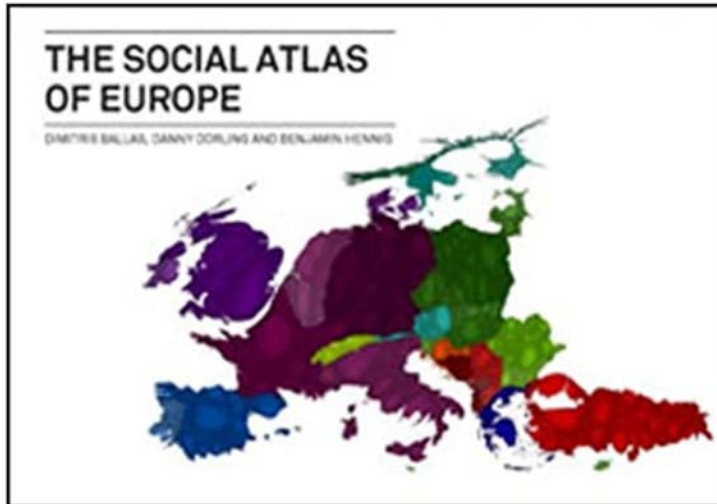 THE SOCIAL ATLAS
OF EUROPE
DIMITRIS BALLAS, DANNY DORLING AND BENJAMIN HENNIG